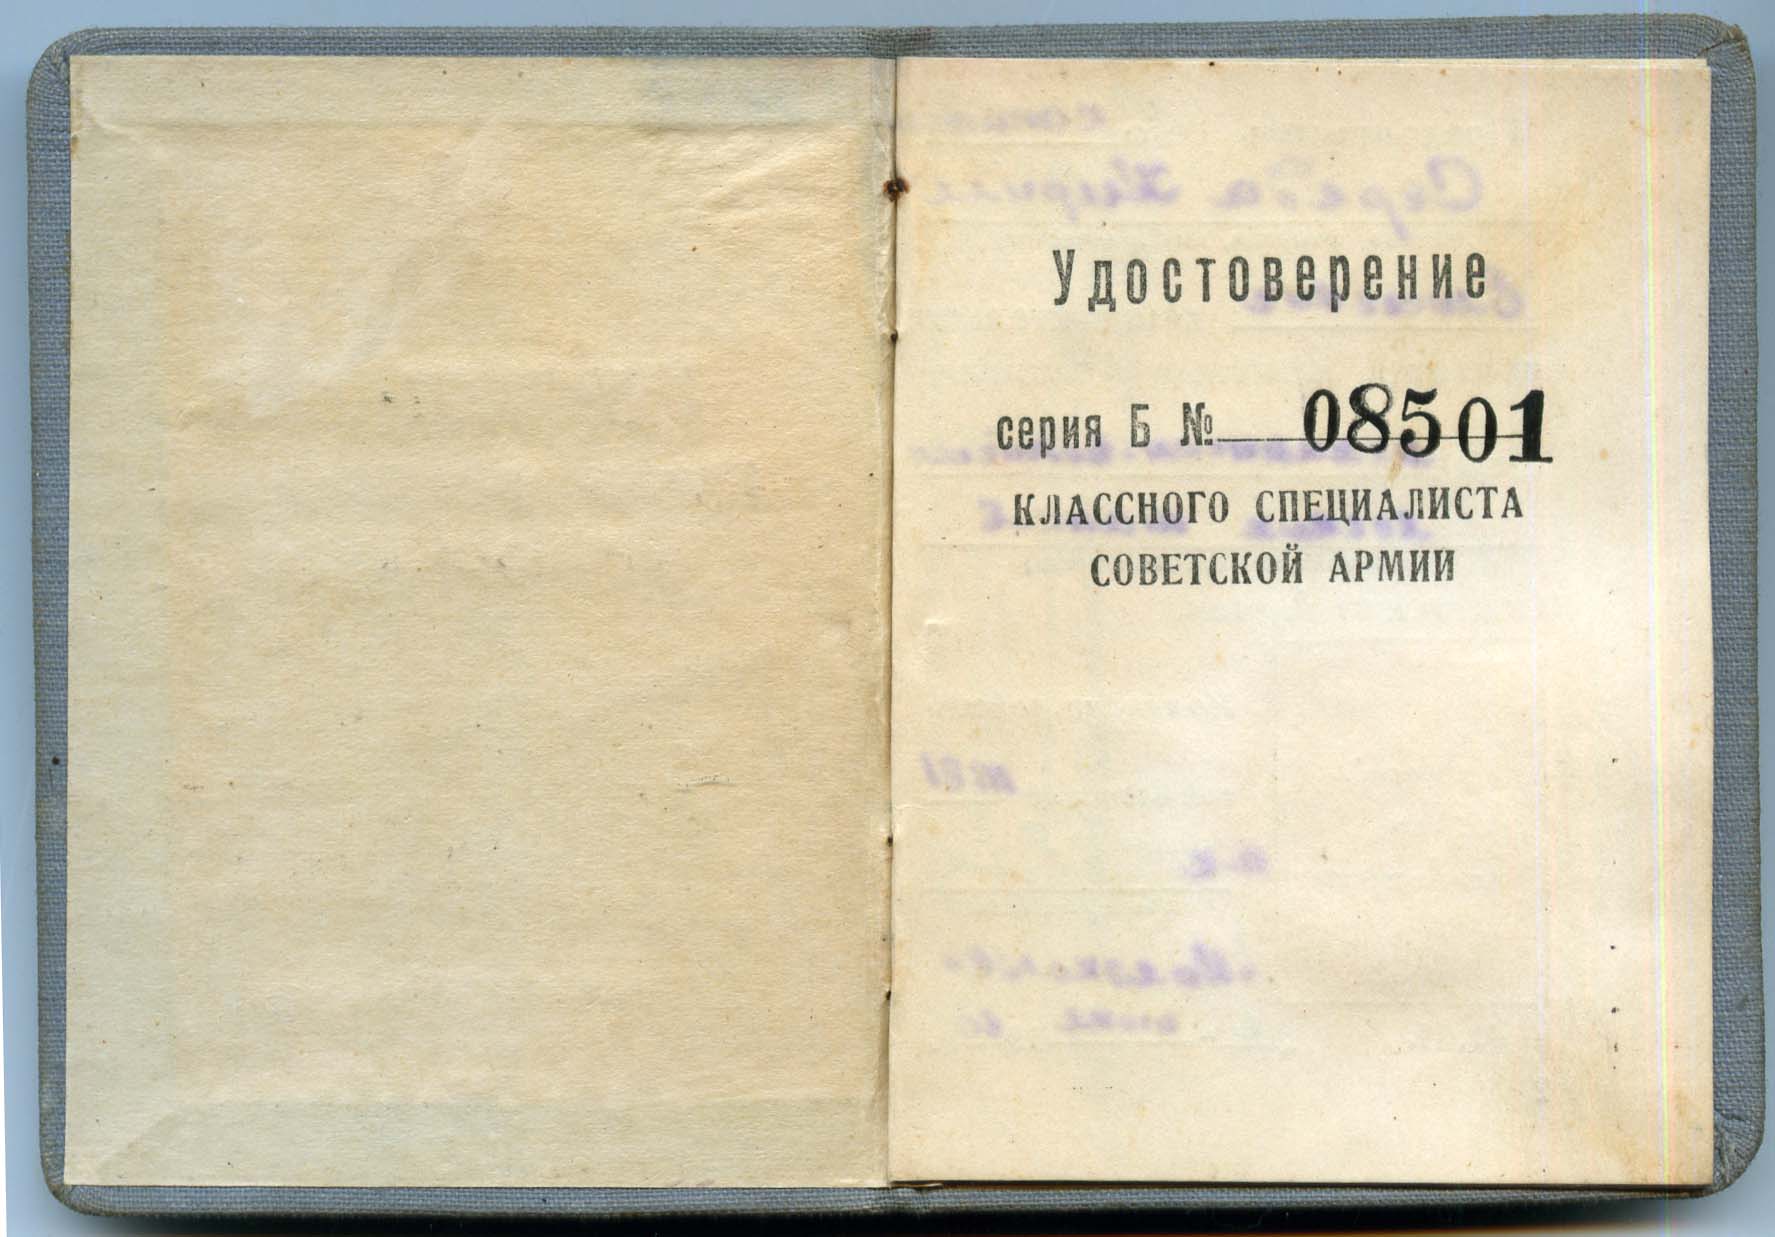 Удостоверение
серия Б № 08501
КЛАССНОГО СПЕЦИАЛИСТА
СОВЕТСКОЙ АРМИИ